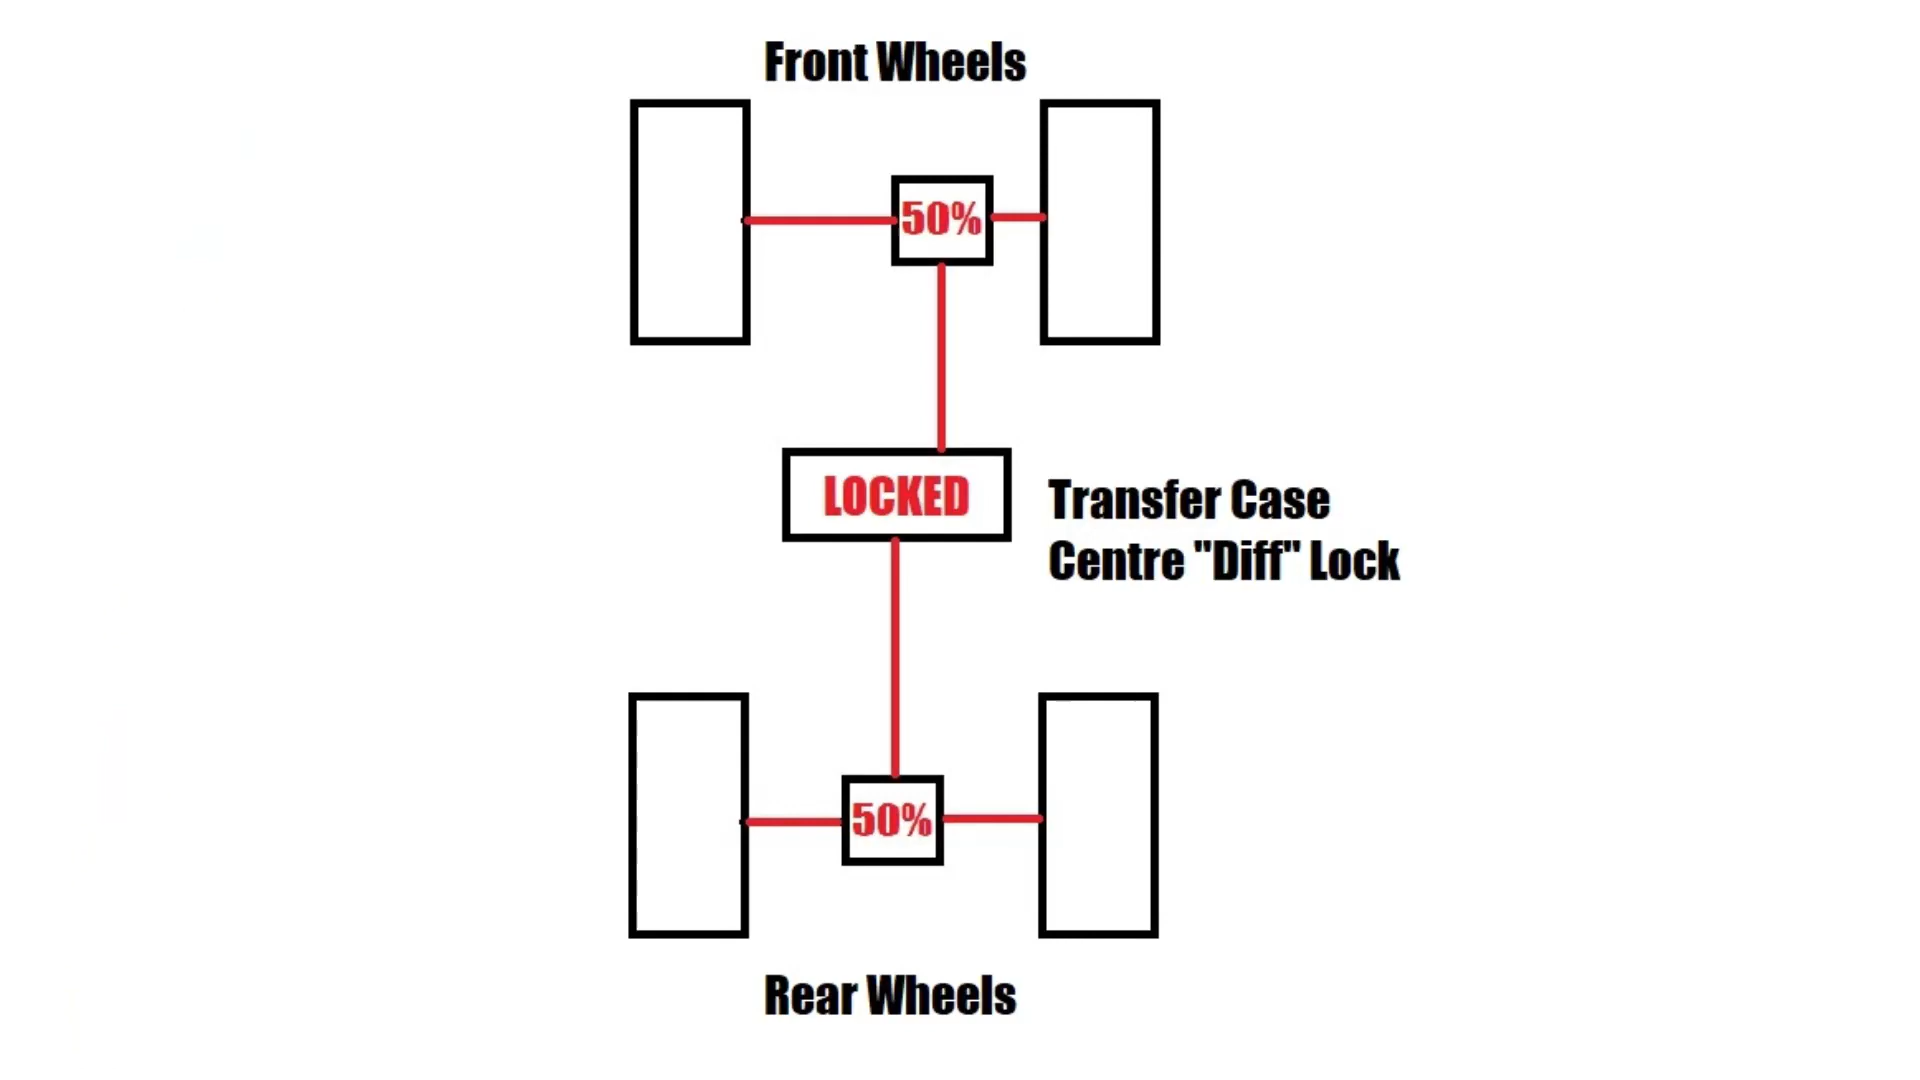 Front Wheels
50%
LOCKED
Transfer Case
Centre "Diff" Lock
50%
Rear Wheels